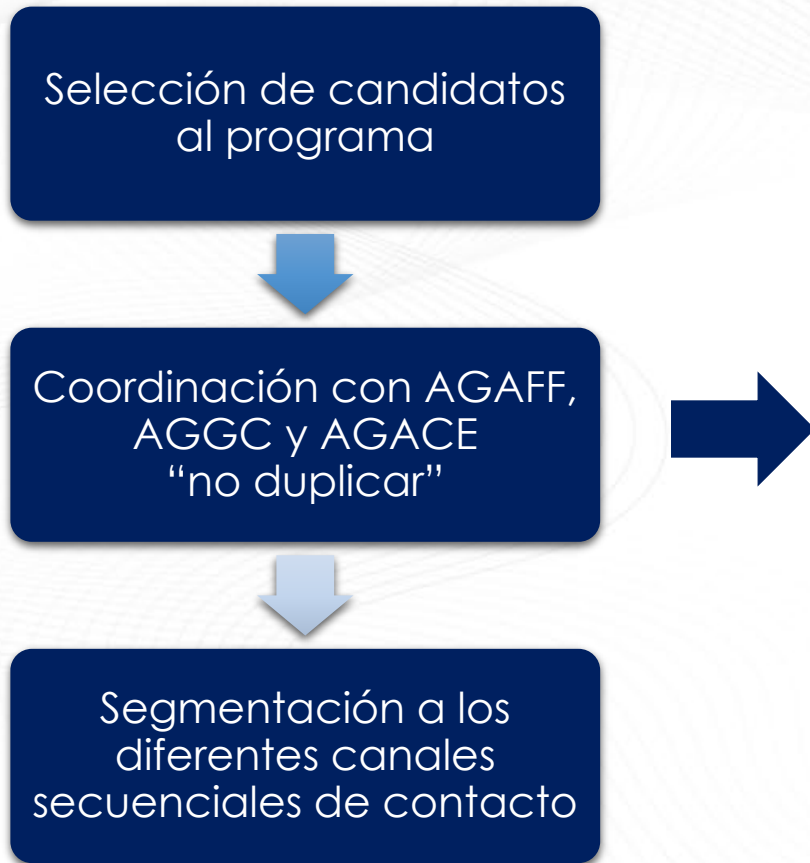 Selección de candidatos
al programa
Coordinación con AGAFF,
AGGC y AGACE
“no duplicar”
Segmentación a los
diferentes canales
secuenciales de contacto